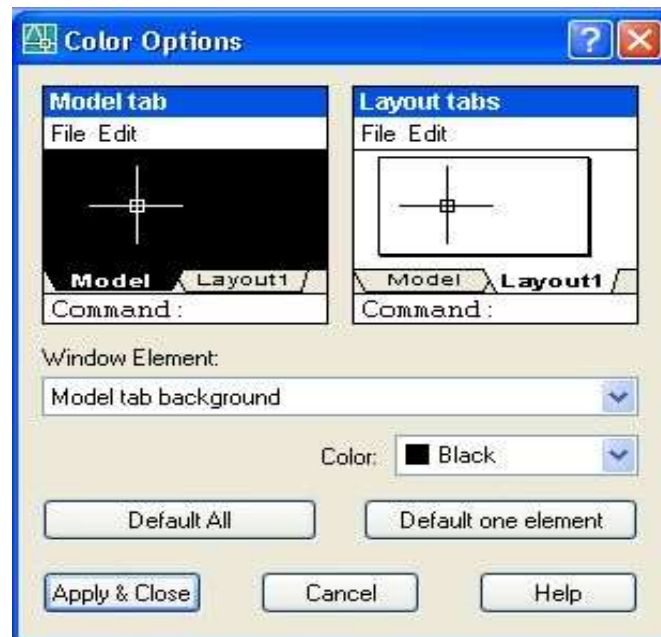 Color Options
Model tab
File Edit
Model
Layout1
Command:
Layout tabs
File Edit
Model
Layout1
Command:
Window Element:
Model tab background
Color:
Black
Default All
Default one element
Apply & Close
Cancel
Help